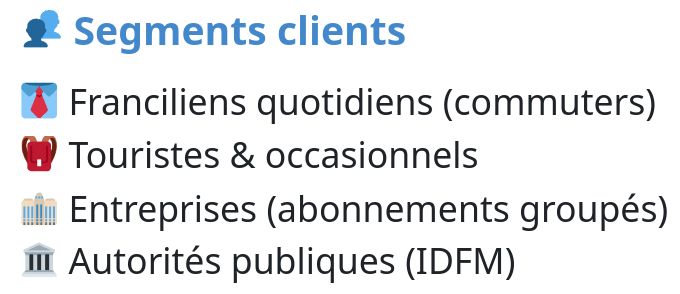 Segments clients
Franciliens quotidiens (commuters)
Touristes & occasionnels
Entreprises (abonnements groupés)
Autorités publiques (IDFM)